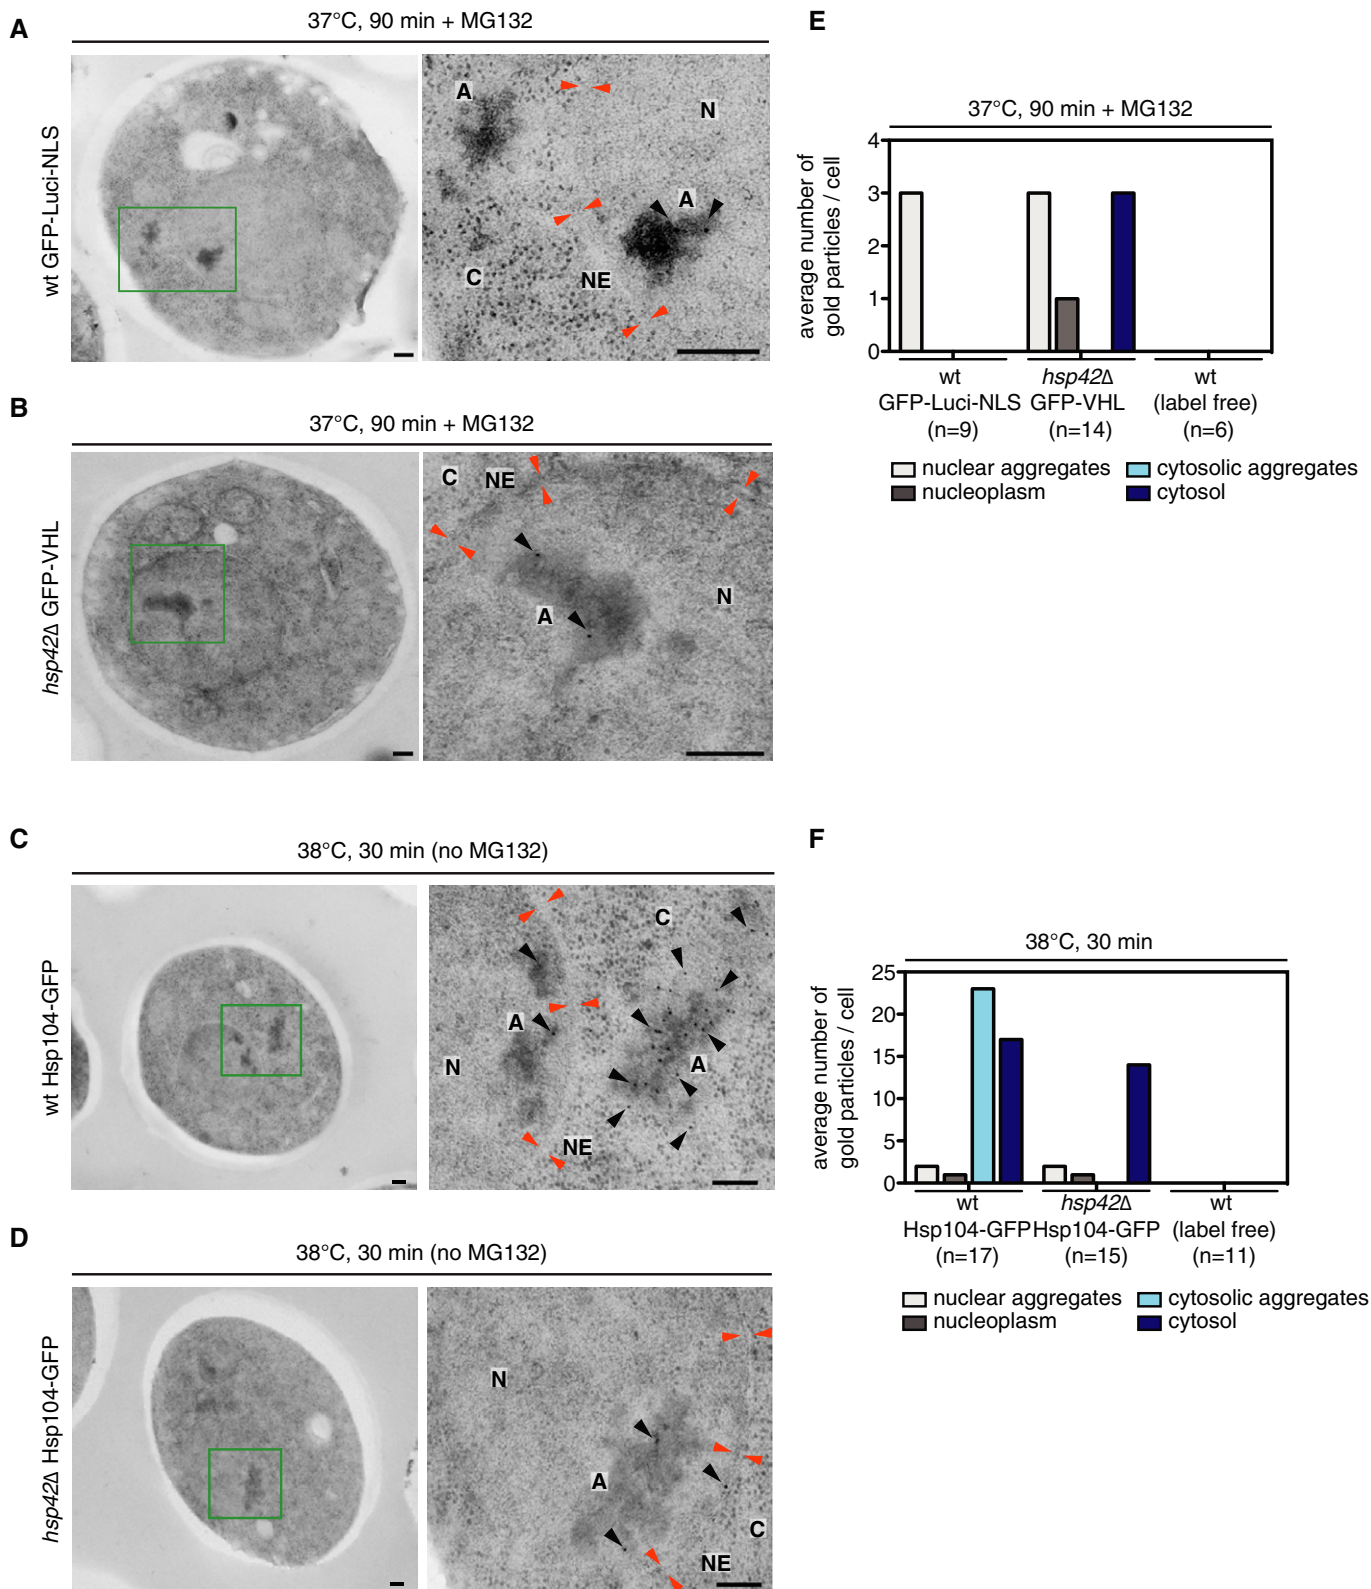 A
37°C, 90 min + MG132
wt GFP-Luci-NLS
A
N
A
C
NE
B
37°C, 90 min + MG132
hsp42Δ GFP-VHL
C
NE
N
A
C
38°C, 30 min (no MG132)
wt Hsp104-GFP
C
A
N
A
NE
D
38°C, 30 min (no MG132)
hsp42Δ Hsp104-GFP
N
A
C
NE
E
37°C, 90 min + MG132
average number of
gold particles / cell
4
3
2
1
0
wt
GFP-Luci-NLS
(n=9)
hsp42Δ
GFP-VHL
(n=14)
wt
(label free)
(n=6)
nuclear aggregates
nucleoplasm
cytosolic aggregates
cytosol
F
38°C, 30 min
average number of
gold particles / cell
25
20
15
10
5
0
wt
Hsp104-GFP
(n=17)
hsp42Δ
Hsp104-GFP
(n=15)
wt
(label free)
(n=11)
nuclear aggregates
nucleoplasm
cytosolic aggregates
cytosol